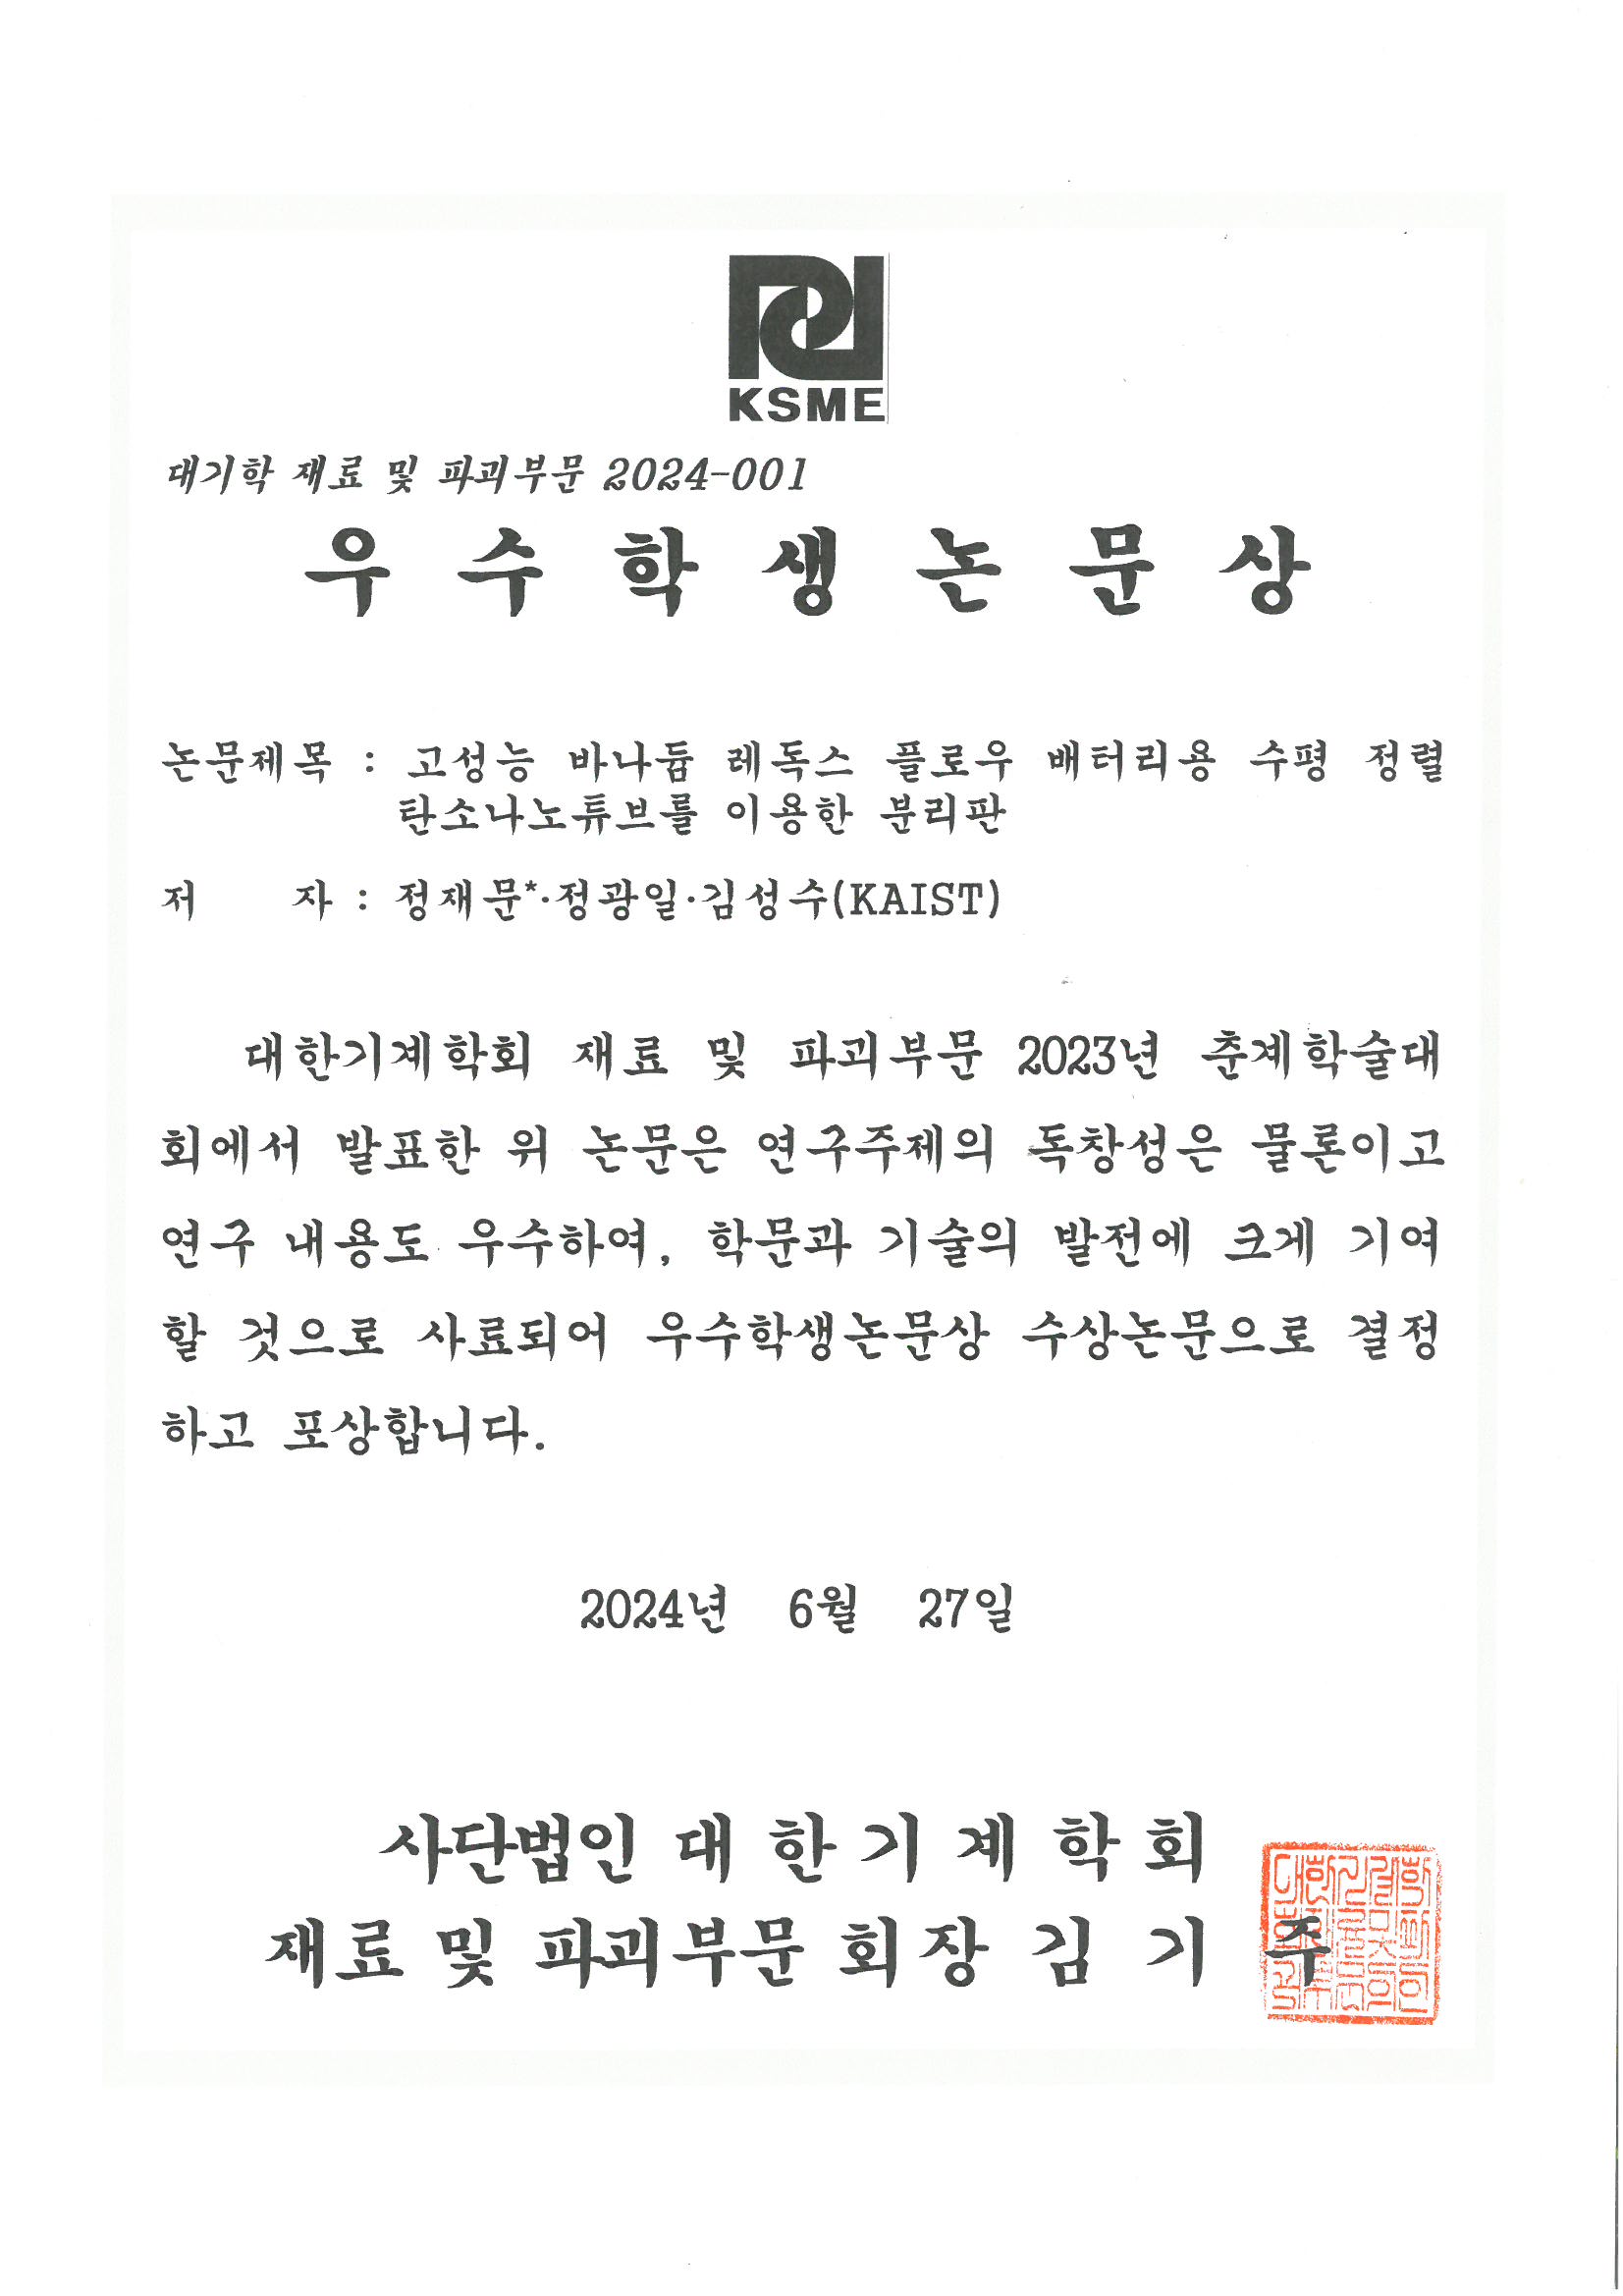 KSME
대기학 재료 및 파괴부문 2024-001
우 수 학 생 논 문 상
논문제목 : 고성능 바나듐 레독스 플로우 배터리용 수평 정렬
탄소나노튜브를 이용한 분리판
저 자 : 정재문*·정광일·김성수(KAIST)
대한기계학회 재료 및 파괴부문 2023년 춘계학술대
회에서 발표한 위 논문은 연구주제의 독창성은 물론이고
연구 내용도 우수하여, 학문과 기술의 발전에 크게 기여
할 것으로 사료되어 우수학생논문상 수상논문으로 결정
하고 포상합니다.
2024년 6월 27일
사단법인 대 한 기 계 학 회
재료 및 파괴부문 회장 김 기 주